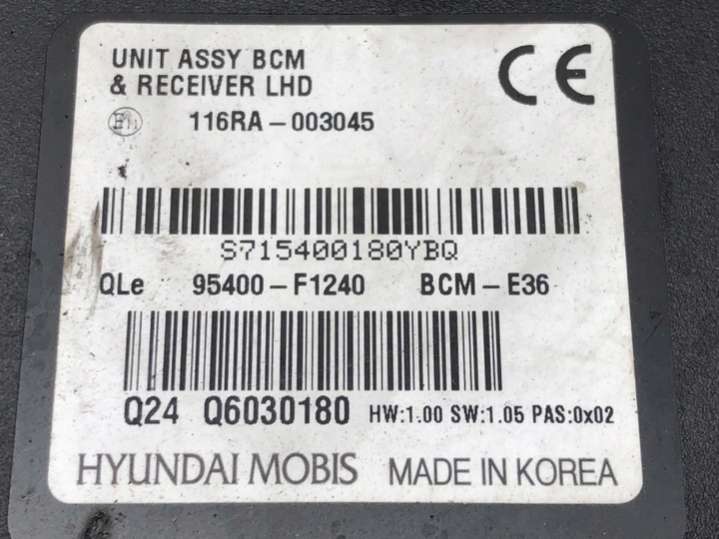 UNIT ASSY BCM
& RECEIVER LHD
CE
116RA-003045
S715400180YBQ
QLe 95400-F1240 BCM-E36
Q24 Q6030180 HW:1.00 SW:1.05 PAS:0x02
HYUNDAI MOBIS MADE IN KOREA